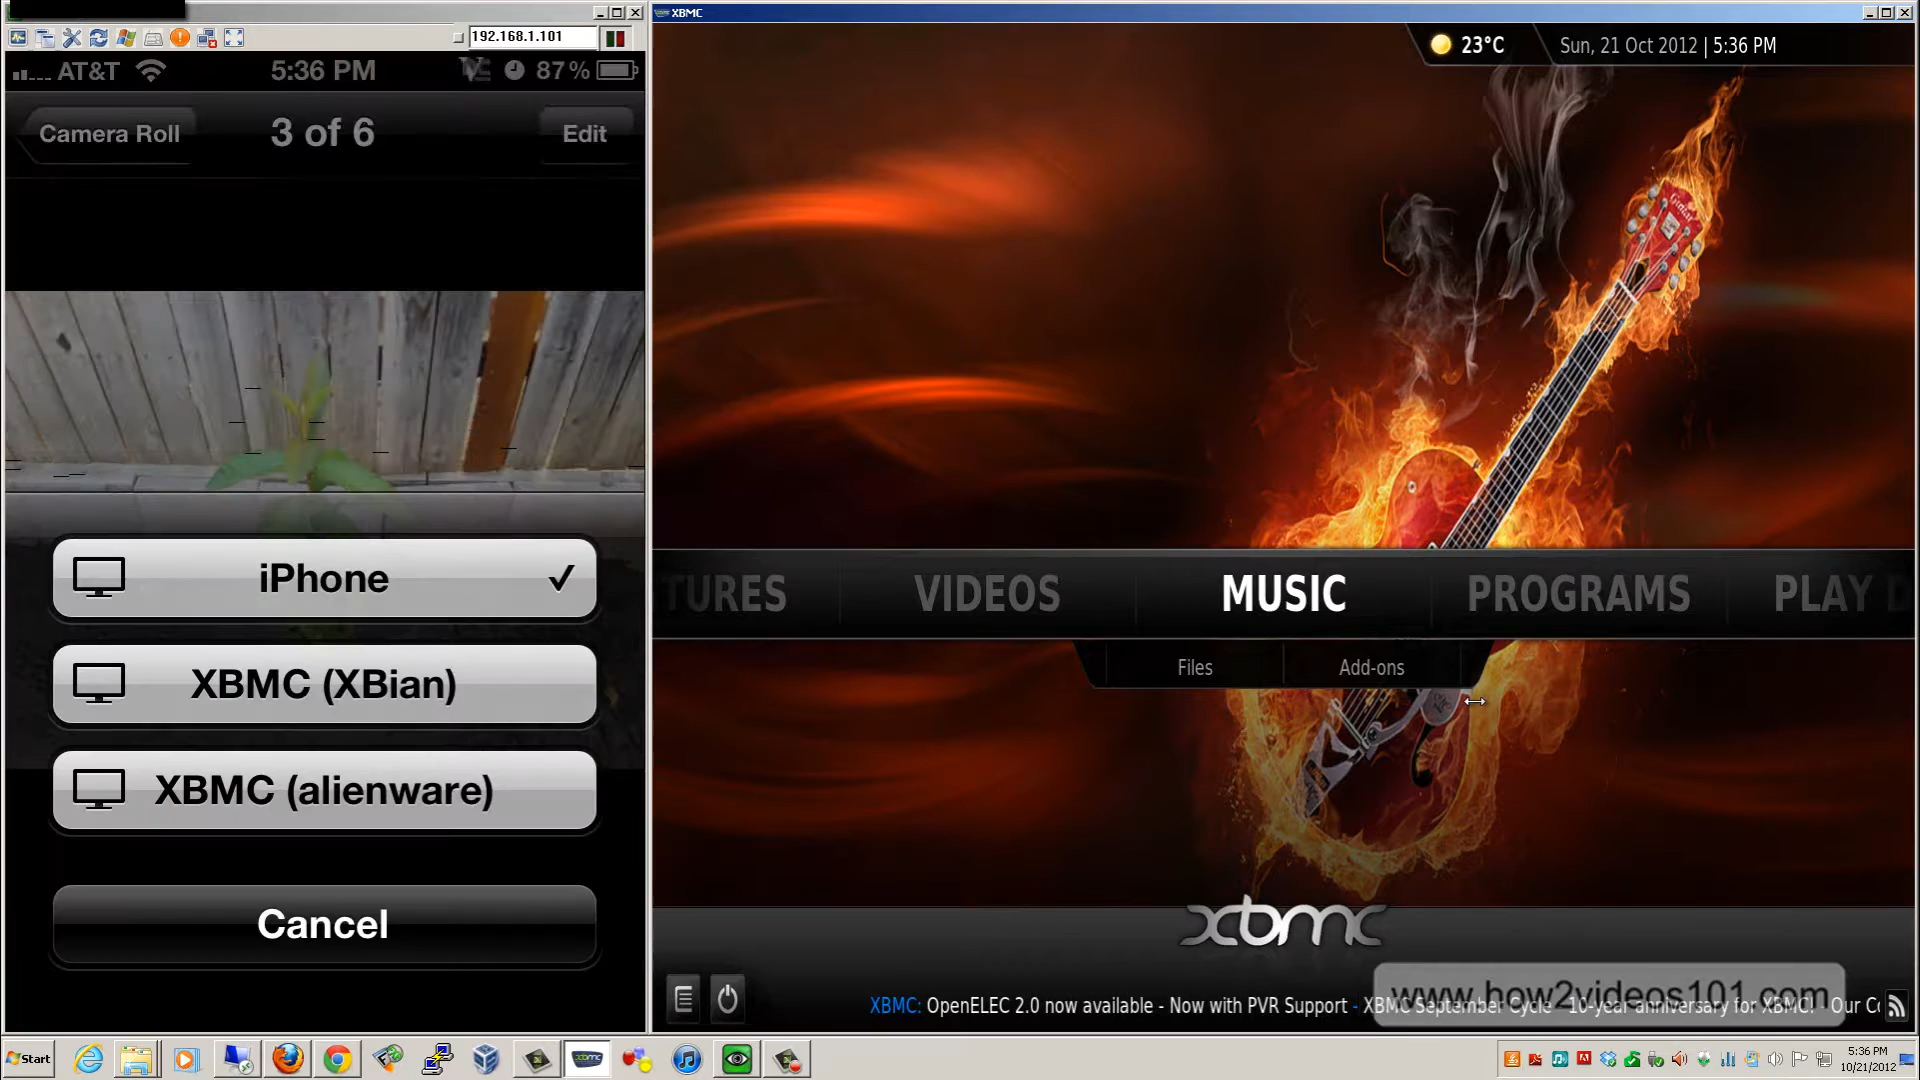 192.168.1.101
AT&T 5:36 PM 87%
Camera Roll 3 of 6 Edit
iPhone
XBMC (XBian)
XBMC (alienware)
Cancel
XBMC
23°C Sun, 21 Oct 2012 | 5:36 PM
Guitar
TURES VIDEOS MUSIC PROGRAMS PLAY D
Files Add-ons
xbmc
www.how2videos101.com
XBMC: OpenELEC 2.0 now available - Now with PVR Support - XBMC September Cycle - 10-year anniversary for XBMC! - Our Co
Start
xbmc
5:36 PM
10/21/2012